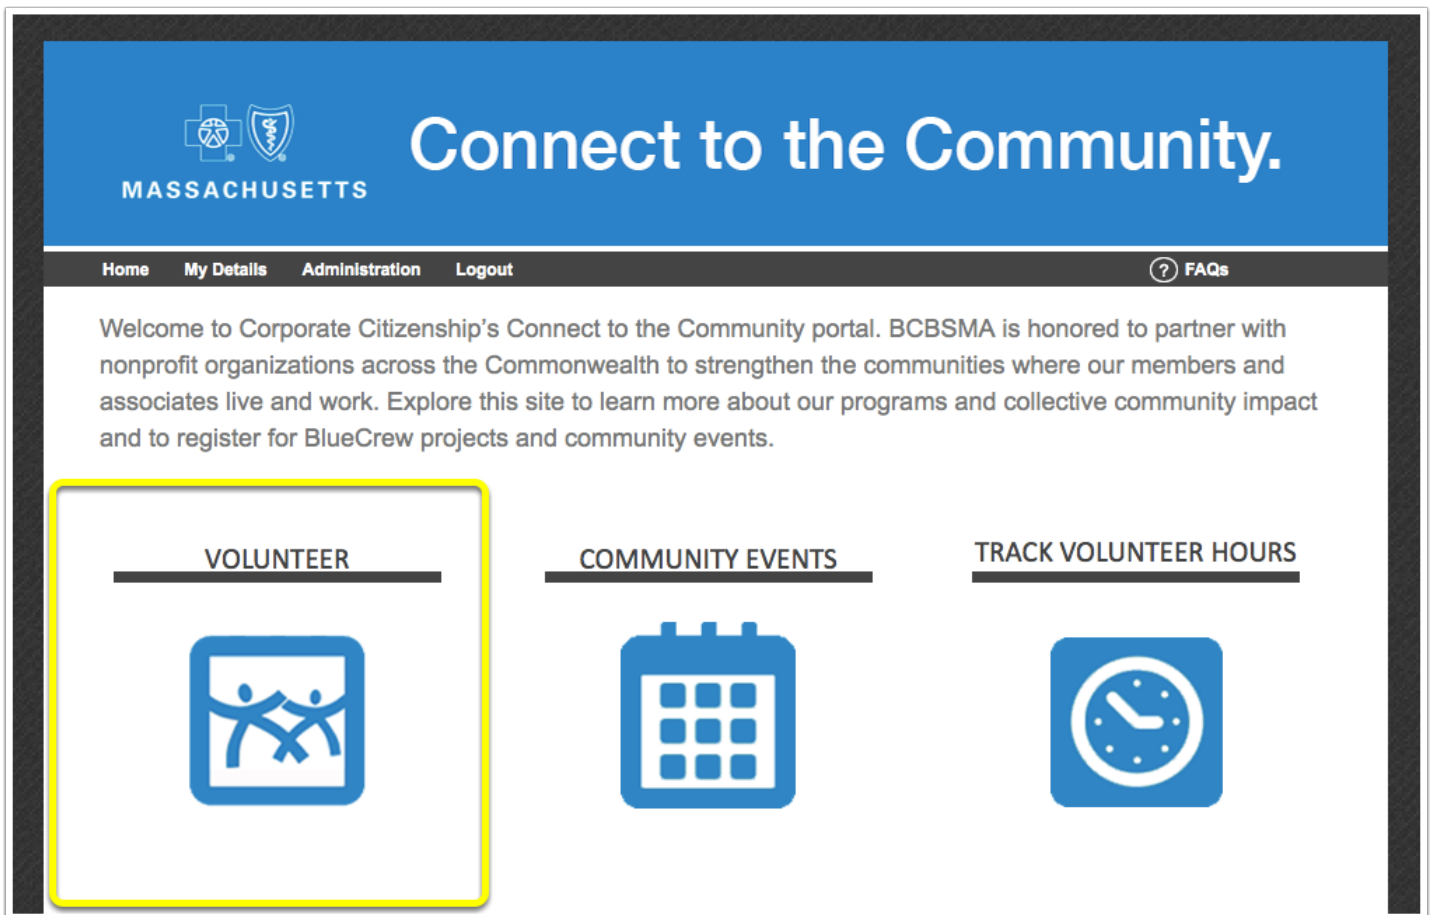 Connect to the Community.
MASSACHUSETTS
Home My Details Administration Logout ? FAQs
Welcome to Corporate Citizenship's Connect to the Community portal. BCBSMA is honored to partner with
nonprofit organizations across the Commonwealth to strengthen the communities where our members and
associates live and work. Explore this site to learn more about our programs and collective community impact
and to register for BlueCrew projects and community events.
VOLUNTEER
COMMUNITY EVENTS
TRACK VOLUNTEER HOURS